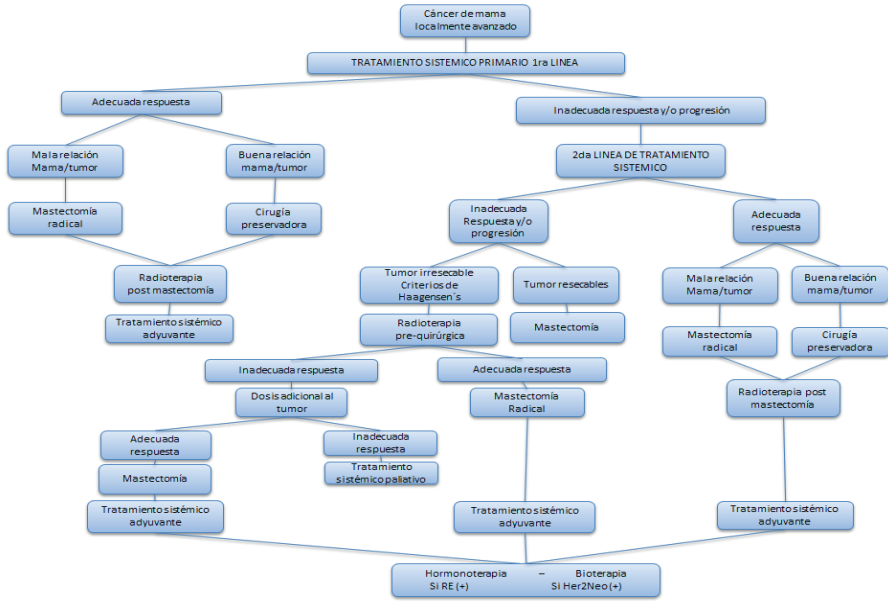 Cáncer de mama
localmente avanzado
TRATAMIENTO SISTEMICO PRIMARIO 1ra LINEA
Adecuada respuesta
Inadecuada respuesta y/o progresión
Mala relación
Mama/tumor
Buena relación
mama/tumor
2da LINEA DE TRATAMIENTO
SISTEMICO
Mastectomía
radical
Cirugía
preservadora
Inadecuada
Respuesta y/o
progresión
Adecuada
respuesta
Radioterapia
post mastectomía
Tumor irresecable
Criterios de
Haagensen´s
Tumor resecables
Mala relación
Mama/tumor
Buena relación
mama/tumor
Tratamiento sistémico
adyuvante
Radioterapia
pre-quirúrgica
Mastectomía
Mastectomía
radical
Cirugía
preservadora
Inadecuada respuesta
Adecuada respuesta
Dosis adicional al
tumor
Mastectomía
Radical
Radioterapia post
mastectomía
Adecuada
respuesta
Inadecuada
respuesta
Mastectomía
Tratamiento
sistémico paliativo
Tratamiento sistémico
adyuvante
Tratamiento sistémico
adyuvante
Tratamiento sistémico
adyuvante
Hormonoterapia – Bioterapia
Si RE (+) Si Her2Neo (+)